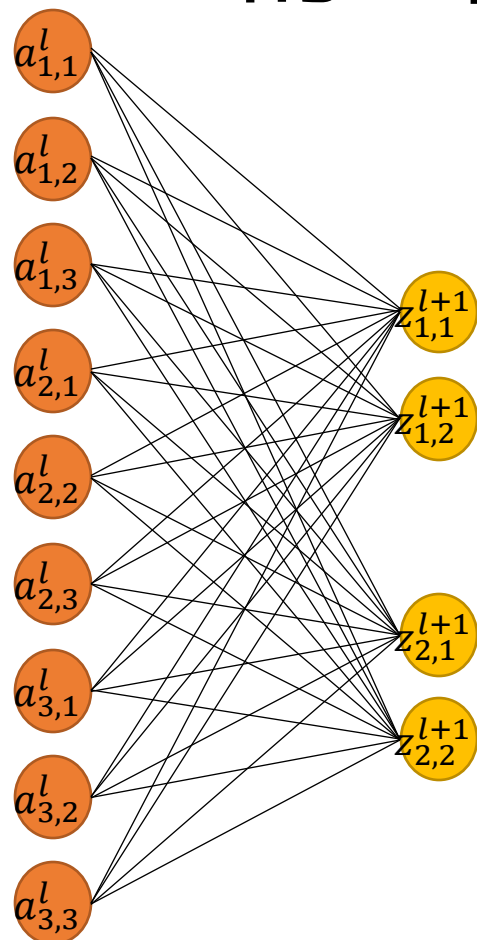 a^l_{1,1}
a^l_{1,2}
a^l_{1,3}
a^l_{2,1}
a^l_{2,2}
a^l_{2,3}
a^l_{3,1}
a^l_{3,2}
a^l_{3,3}
z^{l+1}_{1,1}
z^{l+1}_{1,2}
z^{l+1}_{2,1}
z^{l+1}_{2,2}